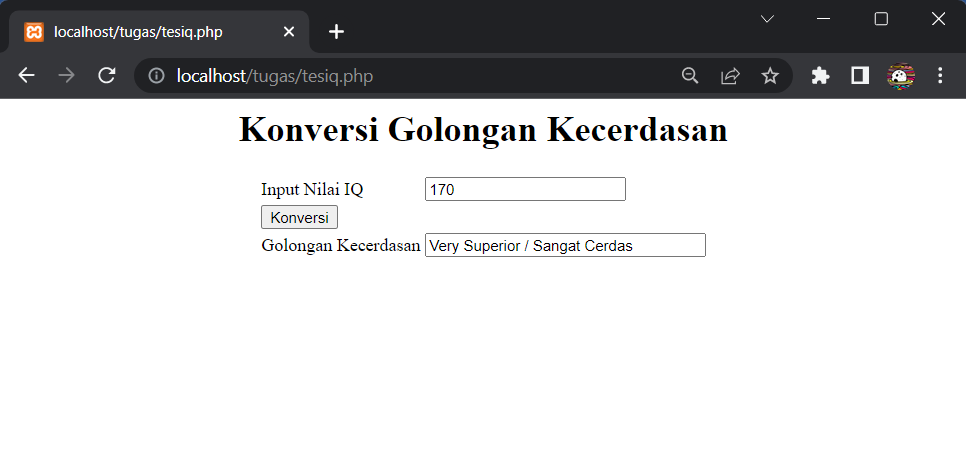 localhost/tugas/tesiq.php
localhost/tugas/tesiq.php
Konversi Golongan Kecerdasan
Input Nilai IQ 170
Konversi
Golongan Kecerdasan Very Superior / Sangat Cerdas